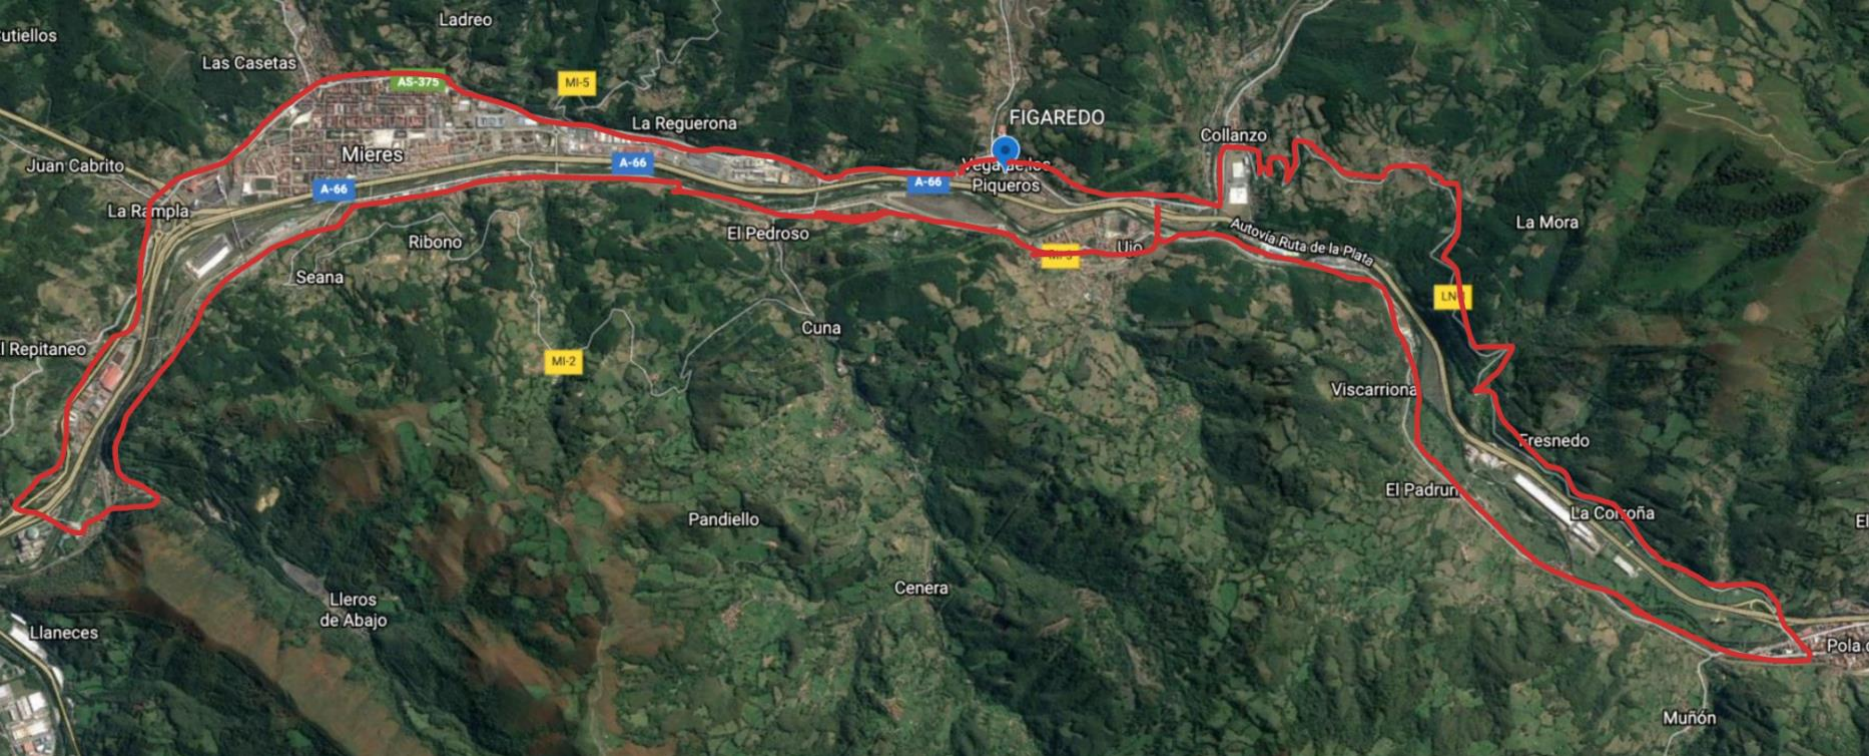 Ladreo
utiellos
Las Casetas
AS-375
MI-5
FIGAREDO
La Reguerona
Collanzo
Mieres
A-66
Juan Cabrito
Vega de los
Piqueros
A-66
A-66
La Rampla
La Mora
El Pedroso
Autovía Ruta de la Plata
Ribono
Ujo
Seana
LN-
Cuna
l Repitaneo
MI-2
Viscarriona
Fresnedo
El Padrun
La Corroña
Pandiello
El
Cenera
Lleros
de Abajo
Llaneces
Pola
Muñón